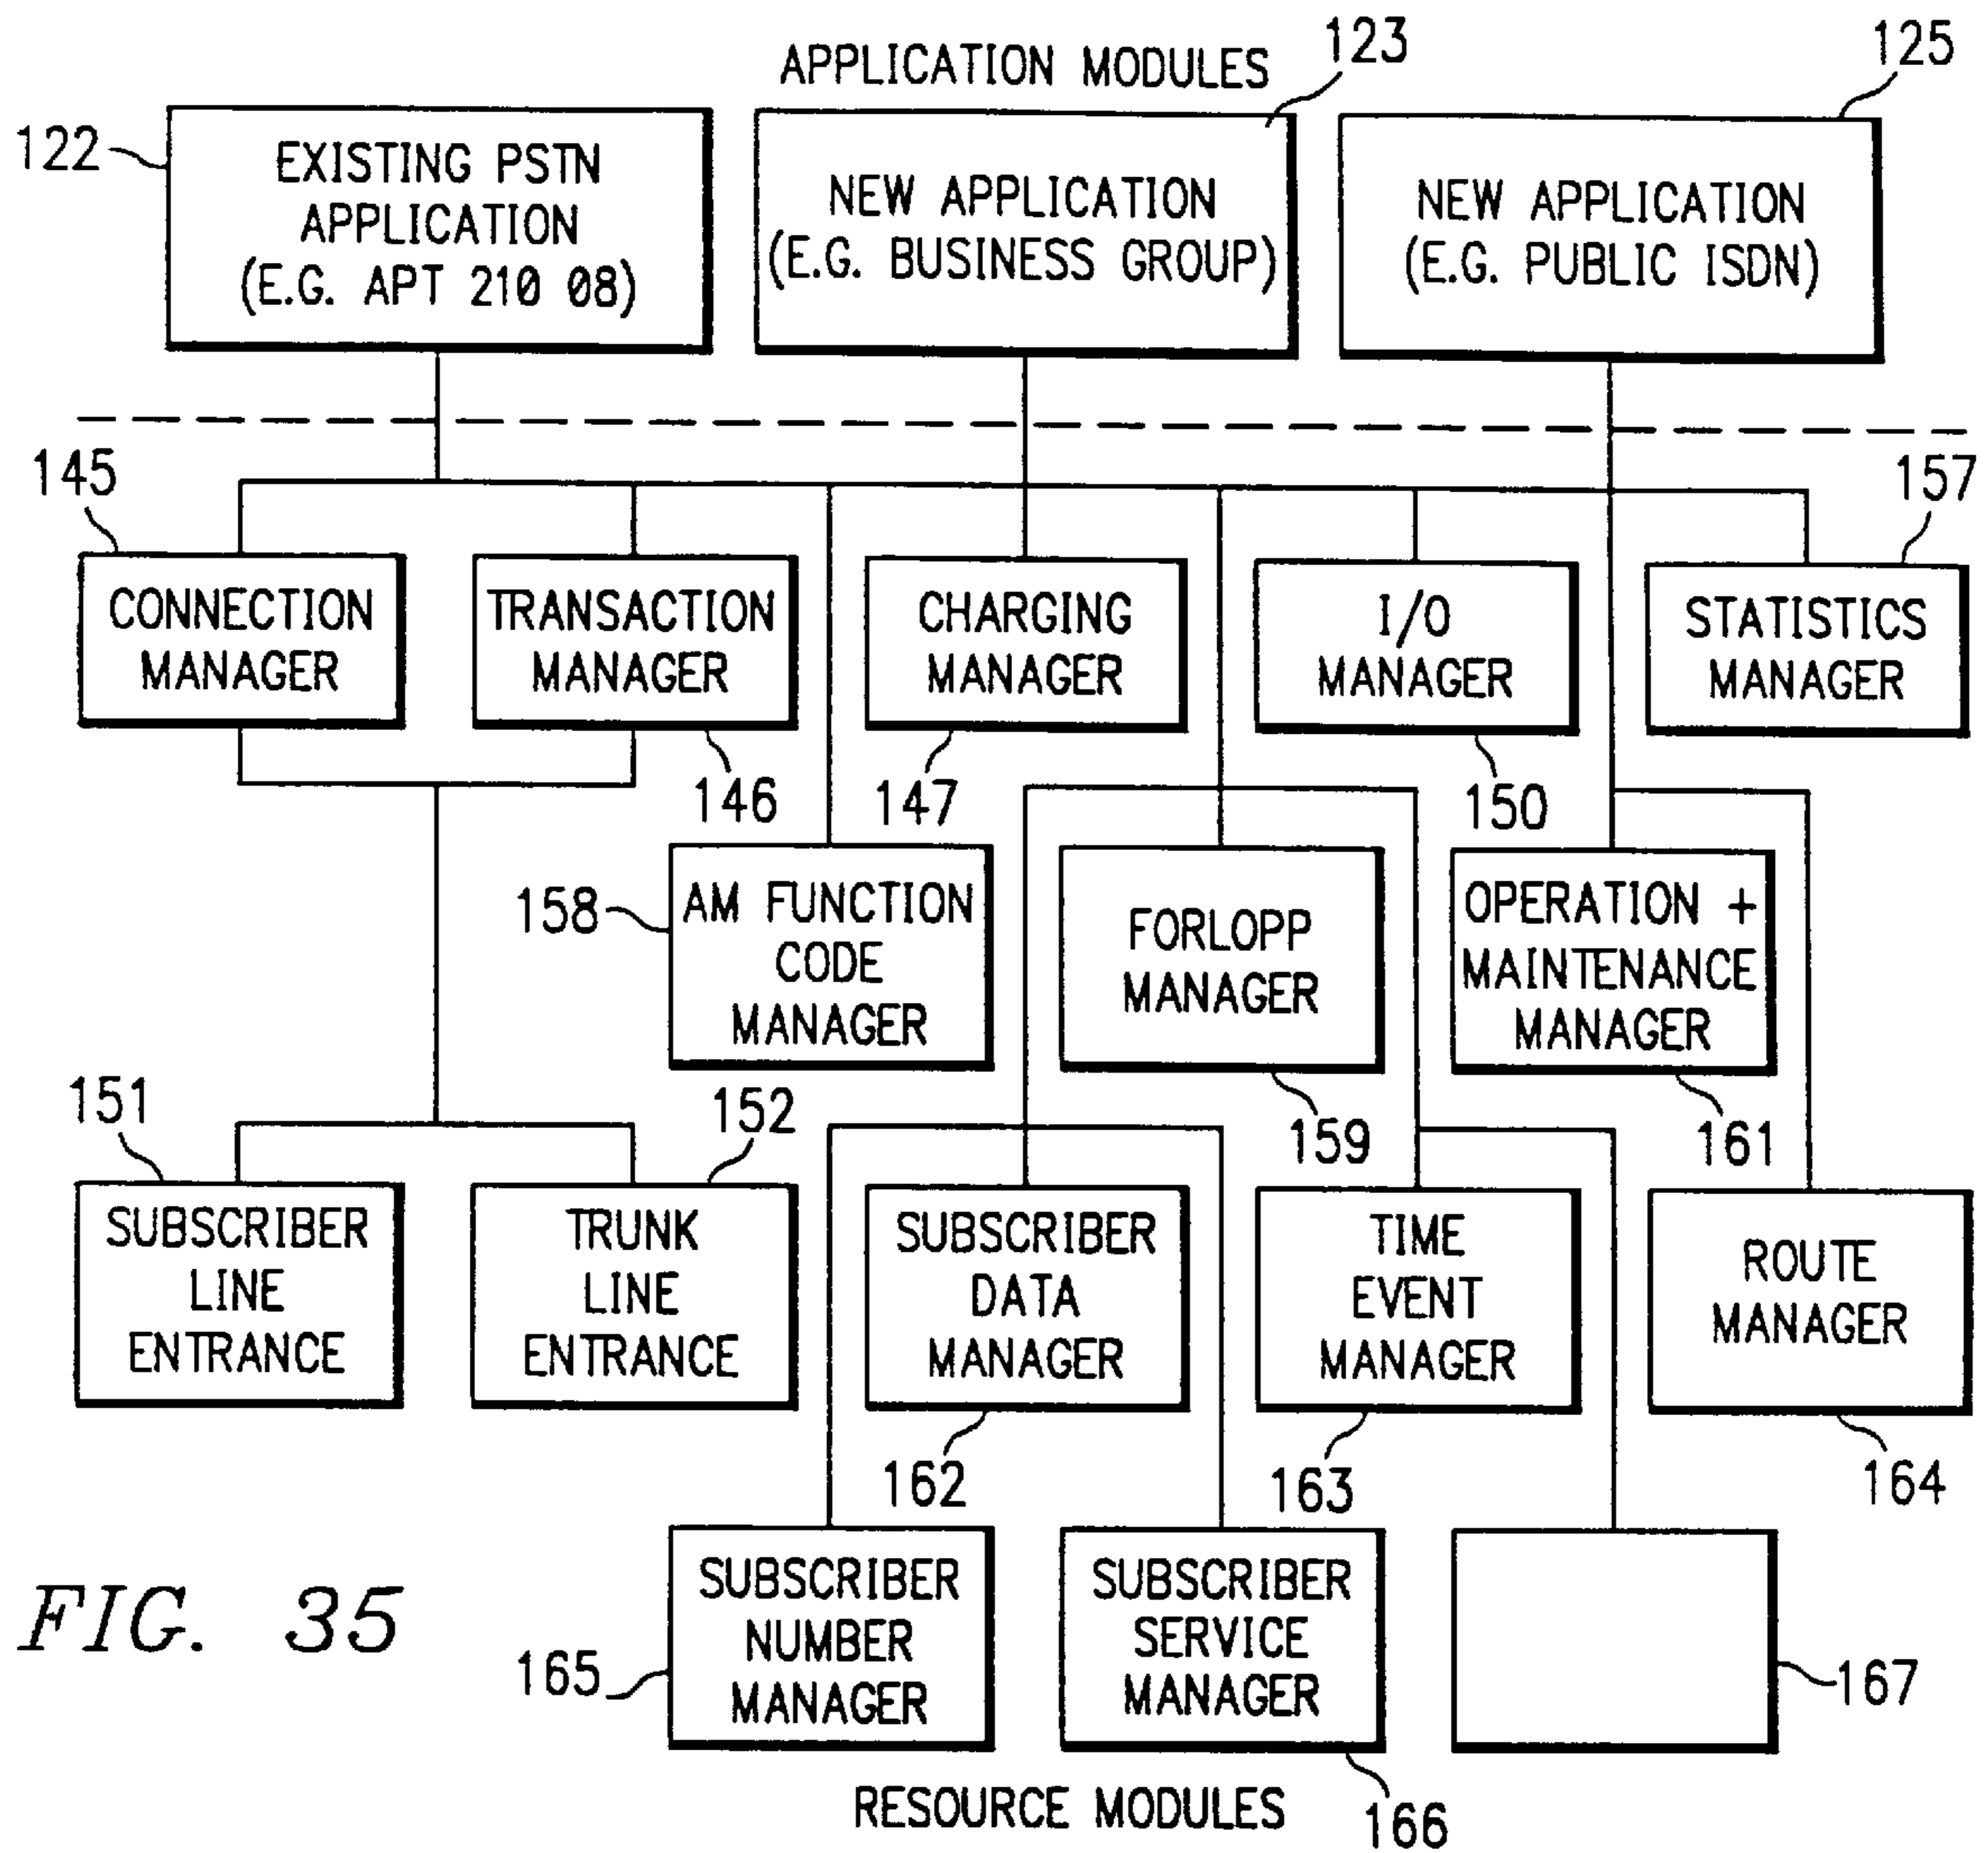 APPLICATION MODULES
123
125
122
EXISTING PSTN
APPLICATION
(E.G. APT 210 08)
NEW APPLICATION
(E.G. BUSINESS GROUP)
NEW APPLICATION
(E.G. PUBLIC ISDN)
145
157
CONNECTION
MANAGER
TRANSACTION
MANAGER
CHARGING
MANAGER
I/O
MANAGER
STATISTICS
MANAGER
146
147
150
158
AM FUNCTION
CODE
MANAGER
FORLOPP
MANAGER
OPERATION +
MAINTENANCE
MANAGER
151
152
159
161
SUBSCRIBER
LINE
ENTRANCE
TRUNK
LINE
ENTRANCE
SUBSCRIBER
DATA
MANAGER
TIME
EVENT
MANAGER
ROUTE
MANAGER
162
163
164
165
SUBSCRIBER
NUMBER
MANAGER
SUBSCRIBER
SERVICE
MANAGER
167
166
FIG. 35
RESOURCE MODULES